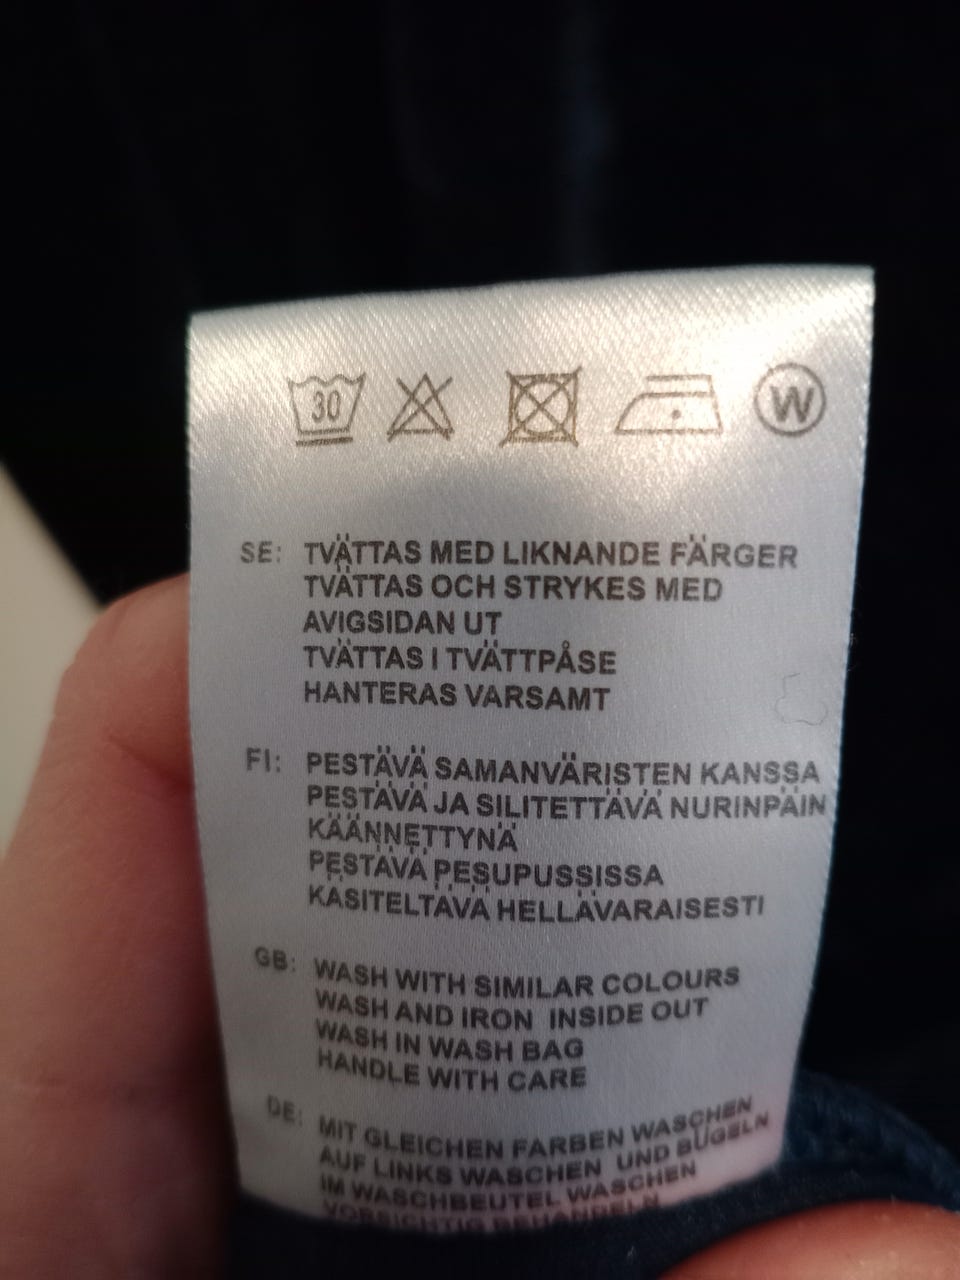 30 W
SE: TVÄTTAS MED LIKNANDE FÄRGER
TVÄTTAS OCH STRYKES MED
AVIGSIDAN UT
TVÄTTAS I TVÄTTPÅSE
HANTERAS VARSAMT
FI: PESTÄVÄ SAMANVÄRISTEN KANSSA
PESTÄVÄ JA SILITETTÄVÄ NURINPÄIN
KÄÄNNETTYNÄ
PESTÄVÄ PESUPUSSISSA
KÄSITELTÄVÄ HELLÄVARAISESTI
GB: WASH WITH SIMILAR COLOURS
WASH AND IRON INSIDE OUT
WASH IN WASH BAG
HANDLE WITH CARE
DE: MIT GLEICHEN FARBEN WASCHEN
AUF LINKS WASCHEN UND BÜGELN
IM WASCHBEUTEL WASCHEN
VORSICHTIG BEHANDELN